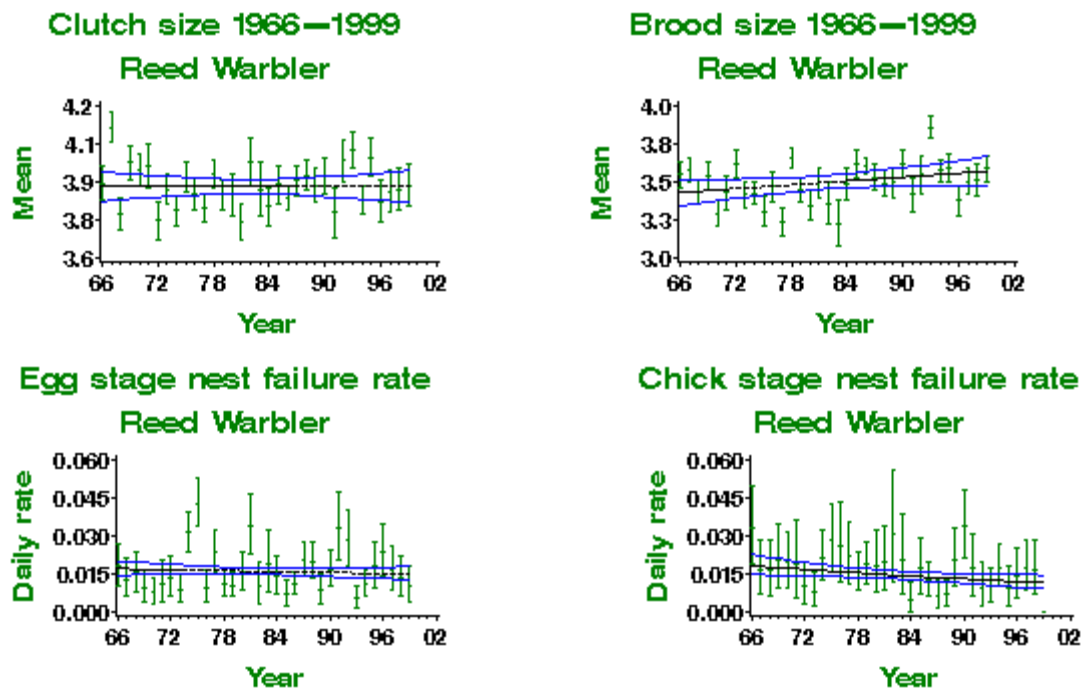 Clutch size 1966—1999
Reed Warbler
Mean
4.2
4.1
3.9
3.8
3.6
66 72 78 84 90 96 02
Year
Brood size 1966—1999
Reed Warbler
Mean
4.0
3.8
3.5
3.3
3.0
66 72 78 84 90 96 02
Year
Egg stage nest failure rate
Reed Warbler
Daily rate
0.060
0.045
0.030
0.015
0.000
66 72 78 84 90 96 02
Year
Chick stage nest failure rate
Reed Warbler
Daily rate
0.060
0.045
0.030
0.015
0.000
66 72 78 84 90 96 02
Year